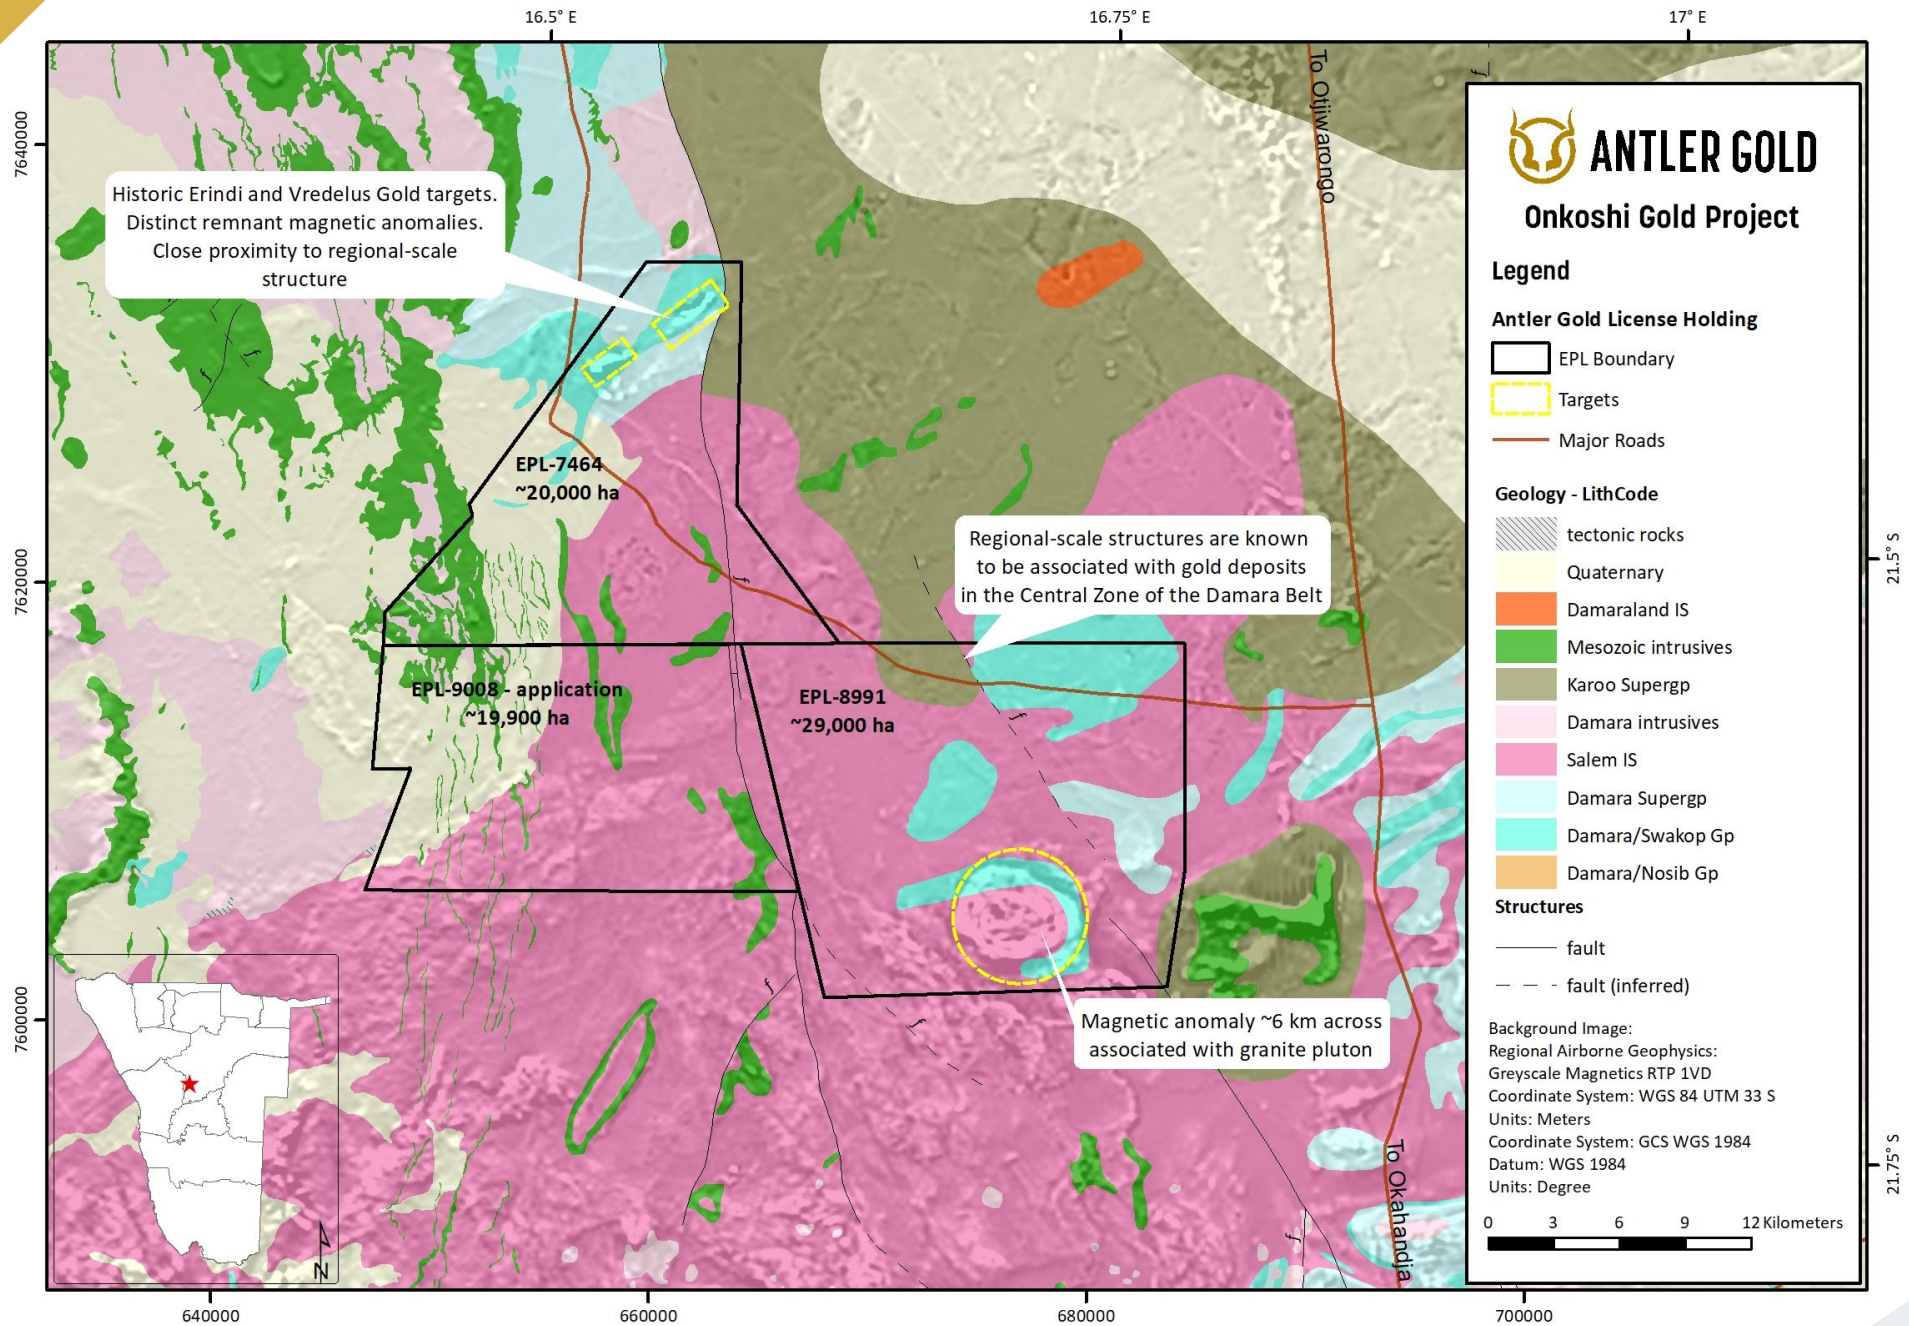 16.5° E
16.75° E
17° E
7640000
7620000
7600000
21.5° S
21.75° S
640000
660000
680000
700000
To Otjiwarongo
To Okahandja
Historic Erindi and Vredelus Gold targets.
Distinct remnant magnetic anomalies.
Close proximity to regional-scale
structure
EPL-7464
~20,000 ha
Regional-scale structures are known
to be associated with gold deposits
in the Central Zone of the Damara Belt
EPL-9008 - application
~19,900 ha
EPL-8991
~29,000 ha
Magnetic anomaly ~6 km across
associated with granite pluton
f
f
f
f
f
f
f
f
N
ANTLER GOLD
Onkoshi Gold Project
Legend
Antler Gold License Holding
EPL Boundary
Targets
Major Roads
Geology - LithCode
tectonic rocks
Quaternary
Damaraland IS
Mesozoic intrusives
Karoo Supergp
Damara intrusives
Salem IS
Damara Supergp
Damara/Swakop Gp
Damara/Nosib Gp
Structures
fault
fault (inferred)
Background Image:
Regional Airborne Geophysics:
Greyscale Magnetics RTP 1VD
Coordinate System: WGS 84 UTM 33 S
Units: Meters
Coordinate System: GCS WGS 1984
Datum: WGS 1984
Units: Degree
0 3 6 9 12 Kilometers